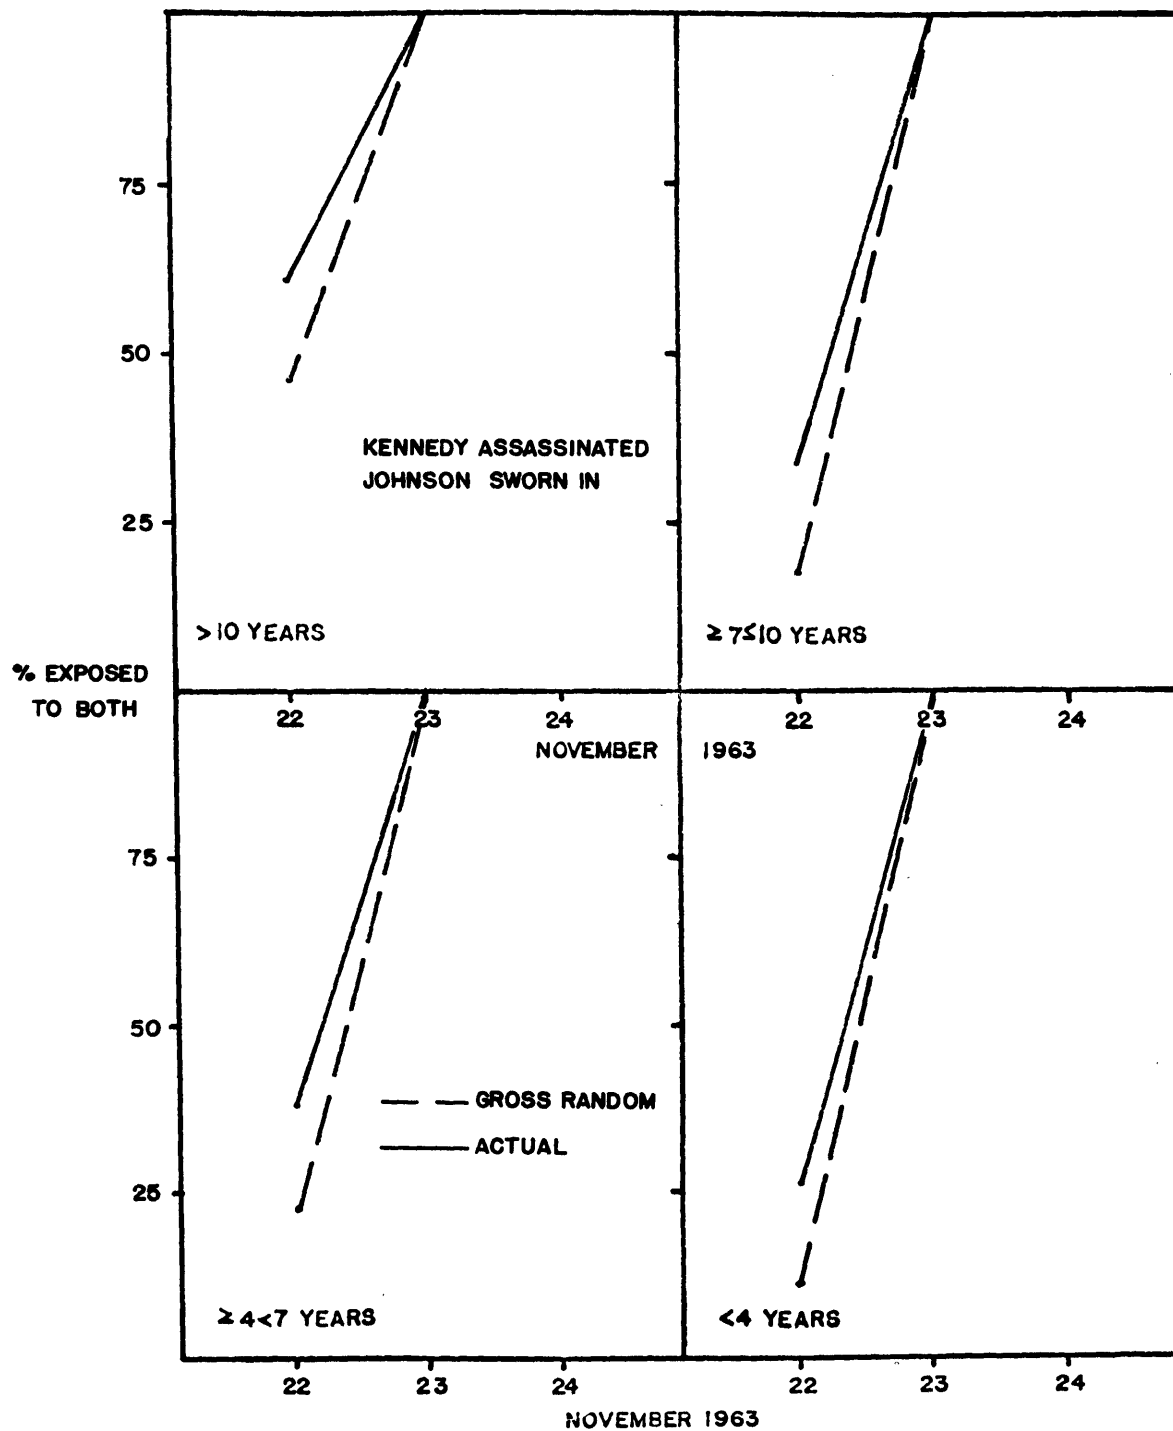 75
50
25
KENNEDY ASSASSINATED
JOHNSON SWORN IN
>10 YEARS
≥7≤10 YEARS
% EXPOSED
TO BOTH
22 23 24 22 23 24
NOVEMBER 1963
75
50
25
— — GROSS RANDOM
—— ACTUAL
≥4<7 YEARS
<4 YEARS
22 23 24 22 23 24
NOVEMBER 1963